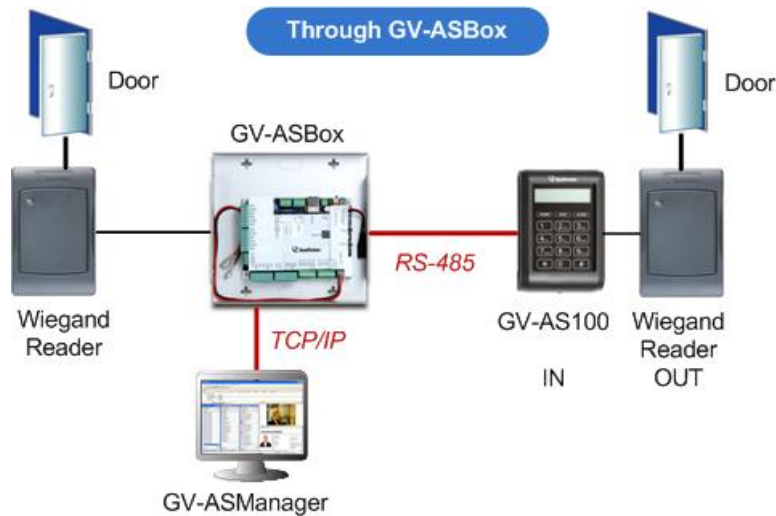 Through GV-ASBox
Door
Door
GV-ASBox
RS-485
Wiegand
Reader
GV-AS100
Wiegand
Reader
IN
OUT
TCP/IP
GV-ASManager